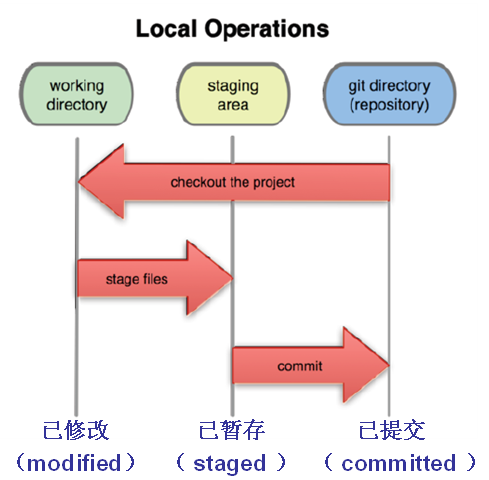 Local Operations
working
directory
staging
area
git directory
(repository)
checkout the project
stage files
commit
已修改
（modified）
已暂存
（ staged ）
已提交
（ committed ）